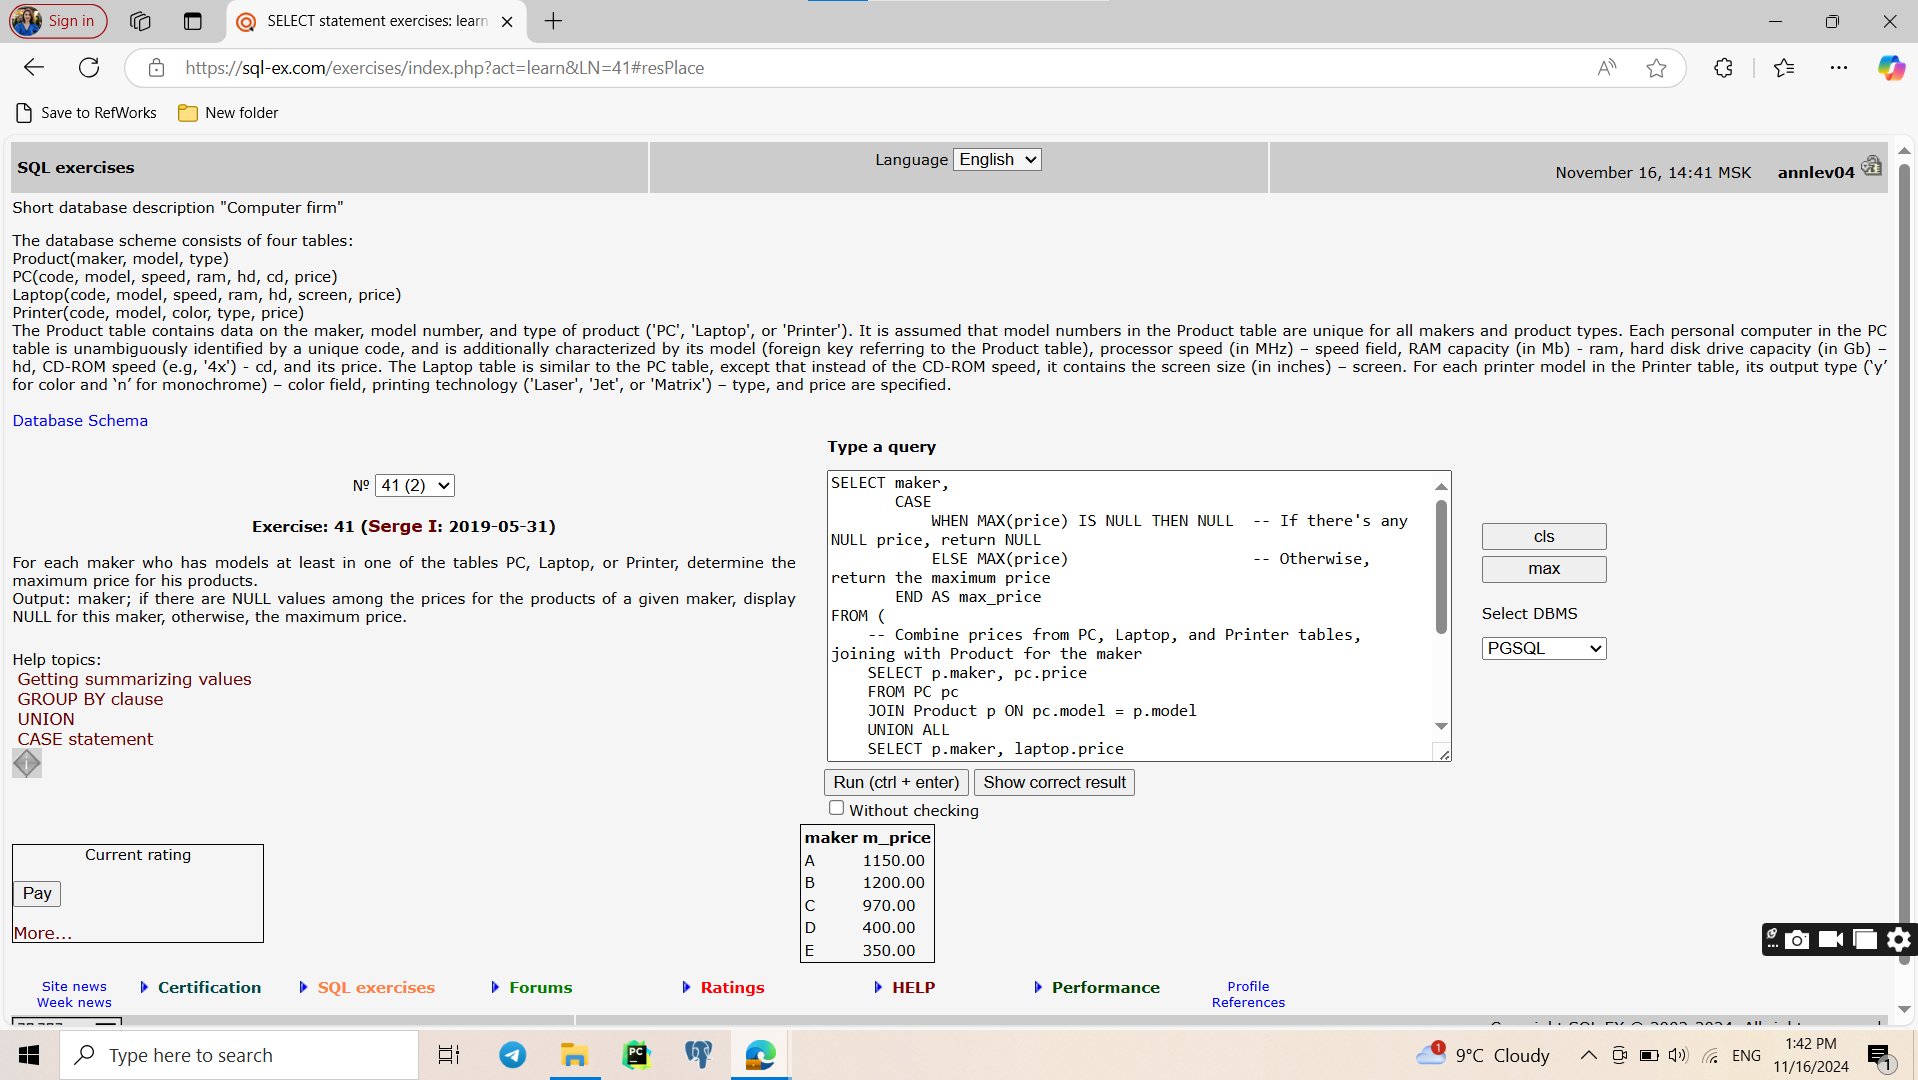 Sign in
SELECT statement exercises: learn
https://sql-ex.com/exercises/index.php?act=learn&LN=41#resPlace
Save to RefWorks
New folder
SQL exercises
Language English
November 16, 14:41 MSK annlev04
Short database description "Computer firm"
The database scheme consists of four tables:
Product(maker, model, type)
PC(code, model, speed, ram, hd, cd, price)
Laptop(code, model, speed, ram, hd, screen, price)
Printer(code, model, color, type, price)
The Product table contains data on the maker, model number, and type of product ('PC', 'Laptop', or 'Printer'). It is assumed that model numbers in the Product table are unique for all makers and product types. Each personal computer in the PC
table is unambiguously identified by a unique code, and is additionally characterized by its model (foreign key referring to the Product table), processor speed (in MHz) – speed field, RAM capacity (in Mb) - ram, hard disk drive capacity (in Gb) –
hd, CD-ROM speed (e.g, '4x') - cd, and its price. The Laptop table is similar to the PC table, except that instead of the CD-ROM speed, it contains the screen size (in inches) – screen. For each printer model in the Printer table, its output type (‘y’
for color and ‘n’ for monochrome) – color field, printing technology ('Laser', 'Jet', or 'Matrix') – type, and price are specified.
Database Schema
№ 41 (2)
Exercise: 41 (Serge I: 2019-05-31)
For each maker who has models at least in one of the tables PC, Laptop, or Printer, determine the
maximum price for his products.
Output: maker; if there are NULL values among the prices for the products of a given maker, display
NULL for this maker, otherwise, the maximum price.
Help topics:
Getting summarizing values
GROUP BY clause
UNION
CASE statement
Current rating
Pay
More...
Type a query
SELECT maker,
CASE
WHEN MAX(price) IS NULL THEN NULL -- If there's any
NULL price, return NULL
ELSE MAX(price) -- Otherwise,
return the maximum price
END AS max_price
FROM (
-- Combine prices from PC, Laptop, and Printer tables,
joining with Product for the maker
SELECT p.maker, pc.price
FROM PC pc
JOIN Product p ON pc.model = p.model
UNION ALL
SELECT p.maker, laptop.price
cls
max
Select DBMS
PGSQL
Run (ctrl + enter)
Show correct result
Without checking
maker m_price
A 1150.00
B 1200.00
C 970.00
D 400.00
E 350.00
Site news
Week news
Certification
SQL exercises
Forums
Ratings
HELP
Performance
Profile
References
Type here to search
PC
1
9°C Cloudy
ENG
1:42 PM
11/16/2024
1